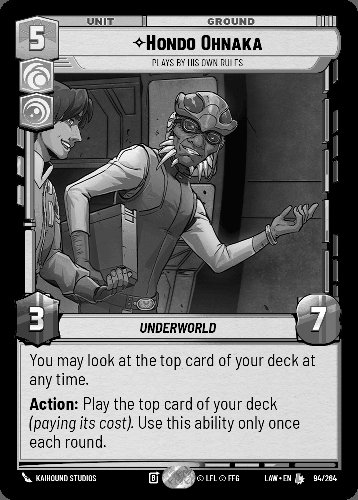 UNIT
GROUND
5
✧HONDO OHNAKA
PLAYS BY HIS OWN RULES
3
7
UNDERWORLD
You may look at the top card of your deck at
any time.
Action: Play the top card of your deck
(paying its cost). Use this ability only once
each round.
KAIHOUND STUDIOS
R
© LFL © FFG
LAW • EN
94/264